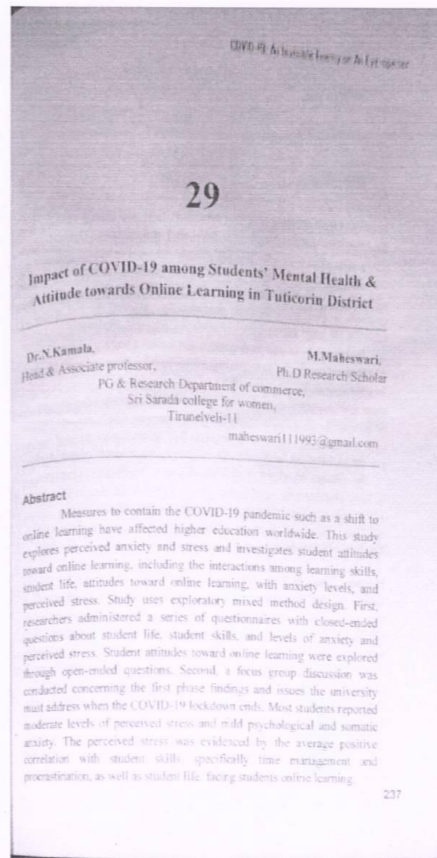 COVID-19: An Invisible Enemy or An Eye-opener
29
Impact of COVID-19 among Students' Mental Health &
Attitude towards Online Learning in Tuticorin District
Dr.N.Kamala,
Head & Associate professor,
M.Maheswari,
Ph.D Research Scholar
PG & Research Department of commerce,
Sri Sarada college for women,
Tirunelveli-11
maheswari111993@gmail.com
Abstract
Measures to contain the COVID-19 pandemic such as a shift to
online learning have affected higher education worldwide. This study
explores perceived anxiety and stress and investigates student attitudes
toward online learning, including the interactions among learning skills,
student life, attitudes toward online learning, with anxiety levels, and
perceived stress. Study uses exploratory mixed method design. First,
researchers administered a series of questionnaires with closed-ended
questions about student life, student skills, and levels of anxiety and
perceived stress. Student attitudes toward online learning were explored
through open-ended questions. Second, a focus group discussion was
conducted concerning the first phase findings and issues the university
must address when the COVID-19 lockdown ends. Most students reported
moderate levels of perceived stress and mild psychological and somatic
anxiety. The perceived stress was evidenced by the average positive
correlation with student skills, specifically time management and
procrastination, as well as student life, facing students online learning.
237